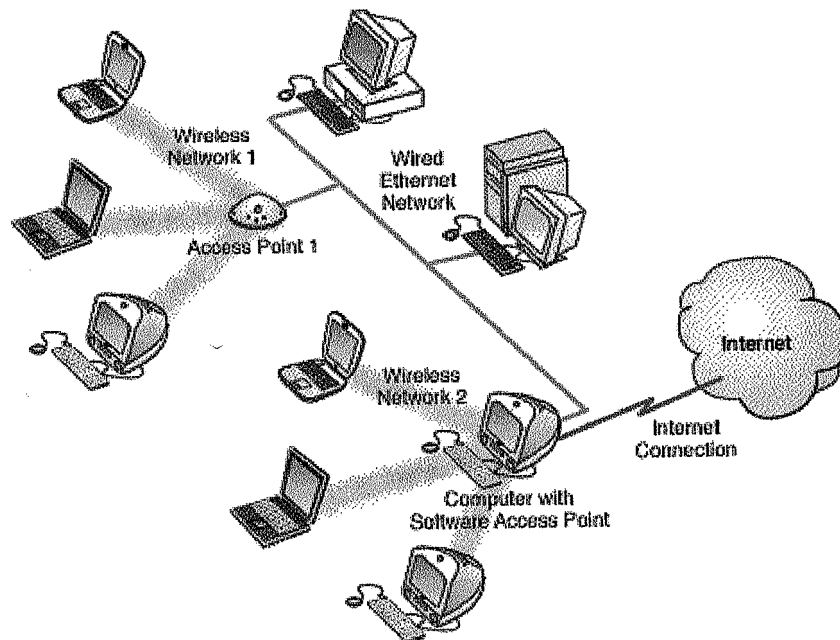 Wireless
Network 1
Wired
Ethernet
Network
Access Point 1
Internet
Wireless
Network 2
Internet
Connection
Computer with
Software Access Point